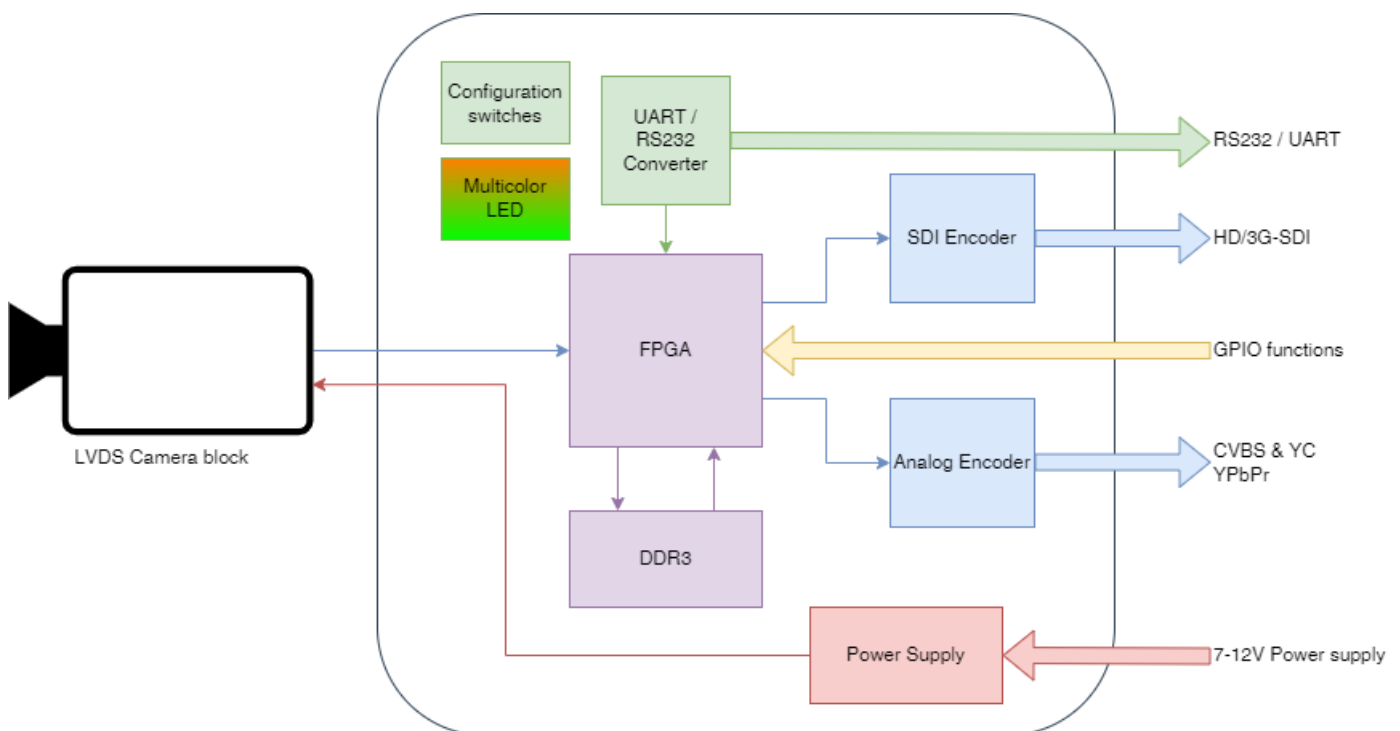 Configuration
switches
UART /
RS232
Converter
RS232 / UART
Multicolor
LED
SDI Encoder
HD/3G-SDI
FPGA
GPIO functions
LVDS Camera block
Analog Encoder
CVBS & YC
YPbPr
DDR3
Power Supply
7-12V Power supply